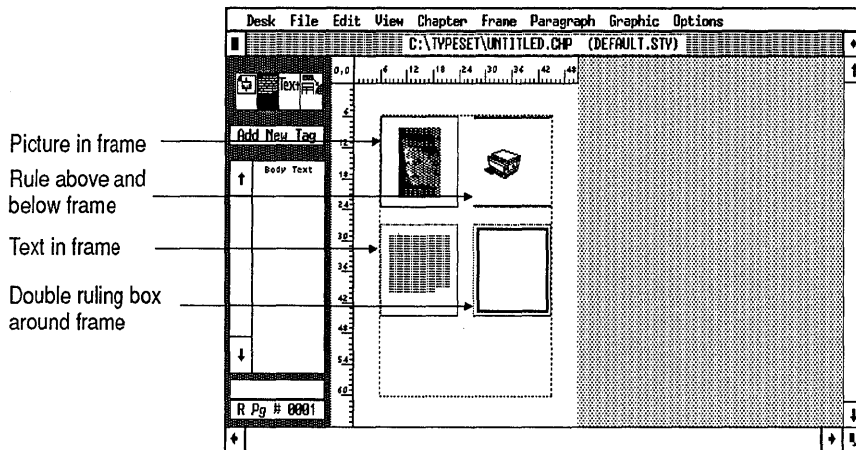 Desk File Edit View Chapter Frame Paragraph Graphic Options
C:\TYPESET\UNTITLED.CHP (DEFAULT.STY)
0,0 6 12 18 24 30 36 42 48
Text
Add New Tag
Body Text
6
12
18
24
30
36
42
48
54
60
R Pg # 0001
Picture in frame
Rule above and
below frame
Text in frame
Double ruling box
around frame